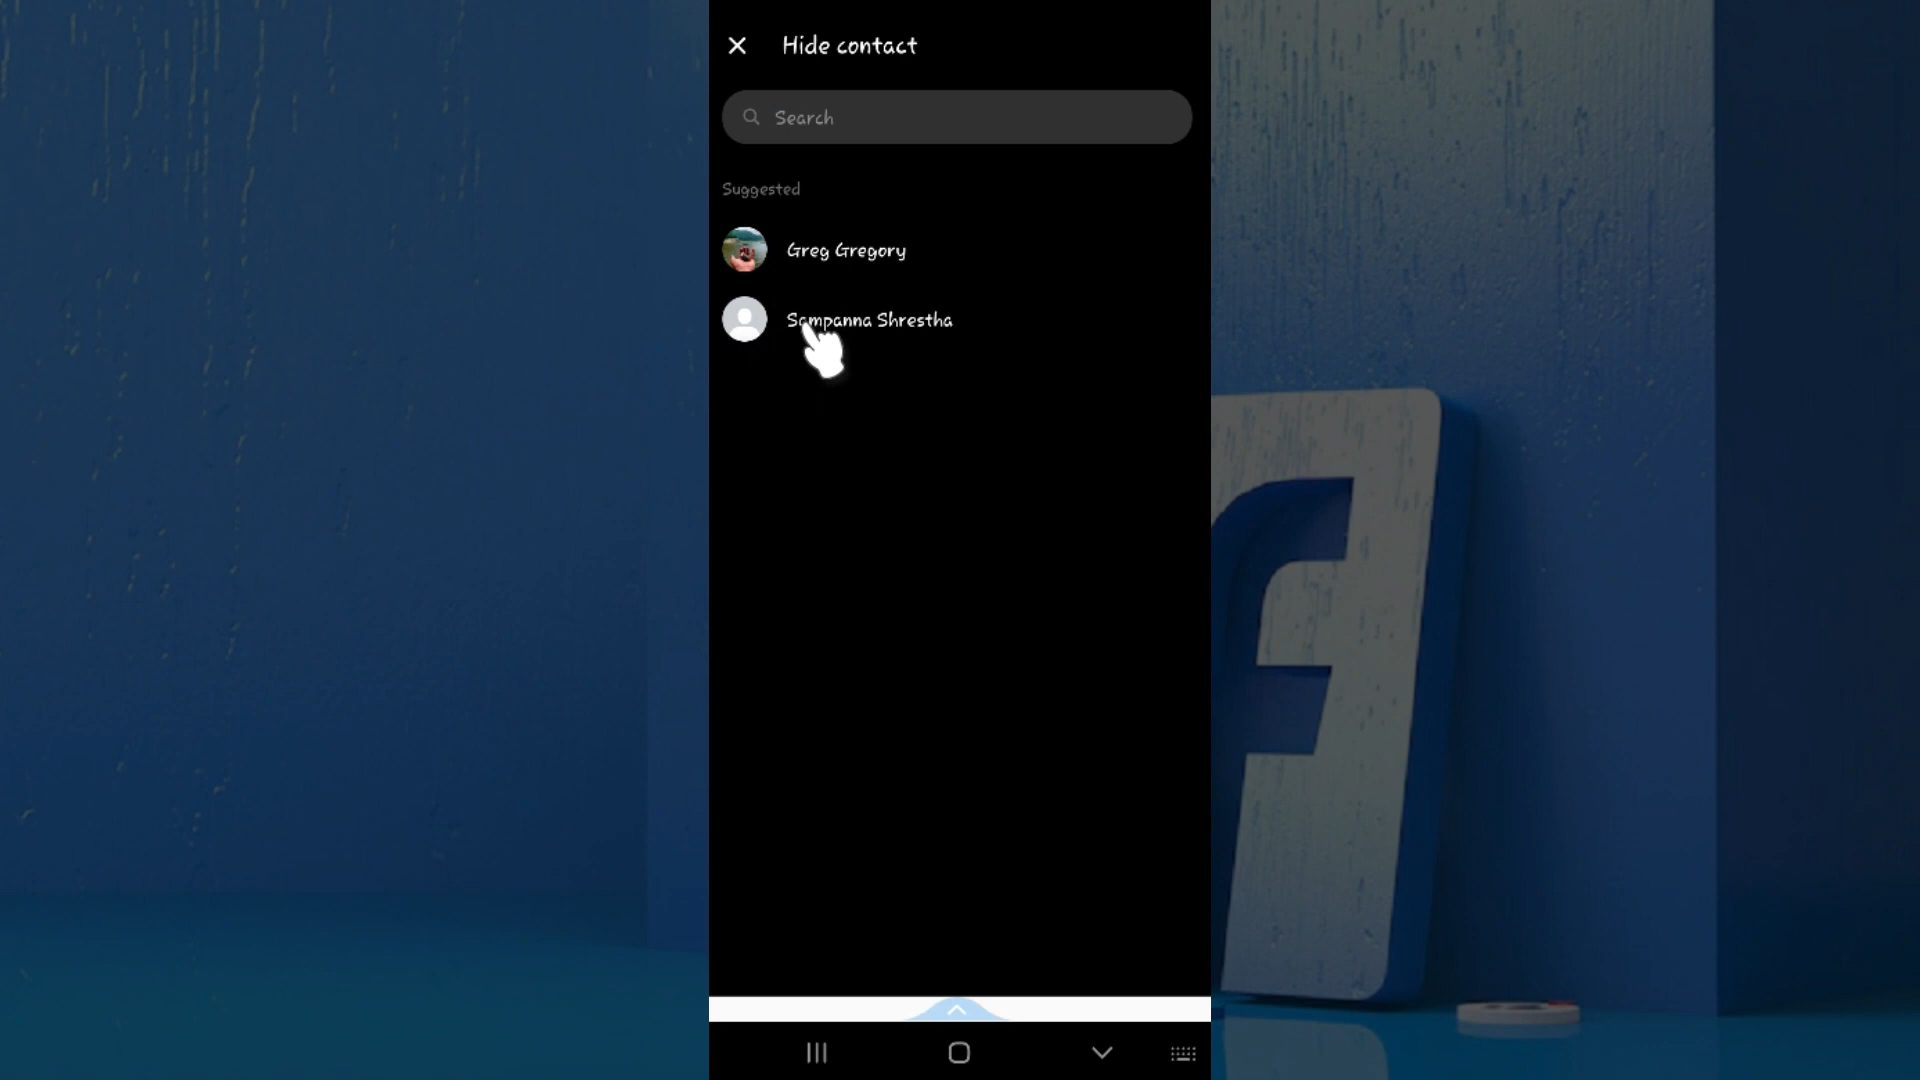 Hide contact
Search
Suggested
Greg Gregory
Sampanna Shrestha
f